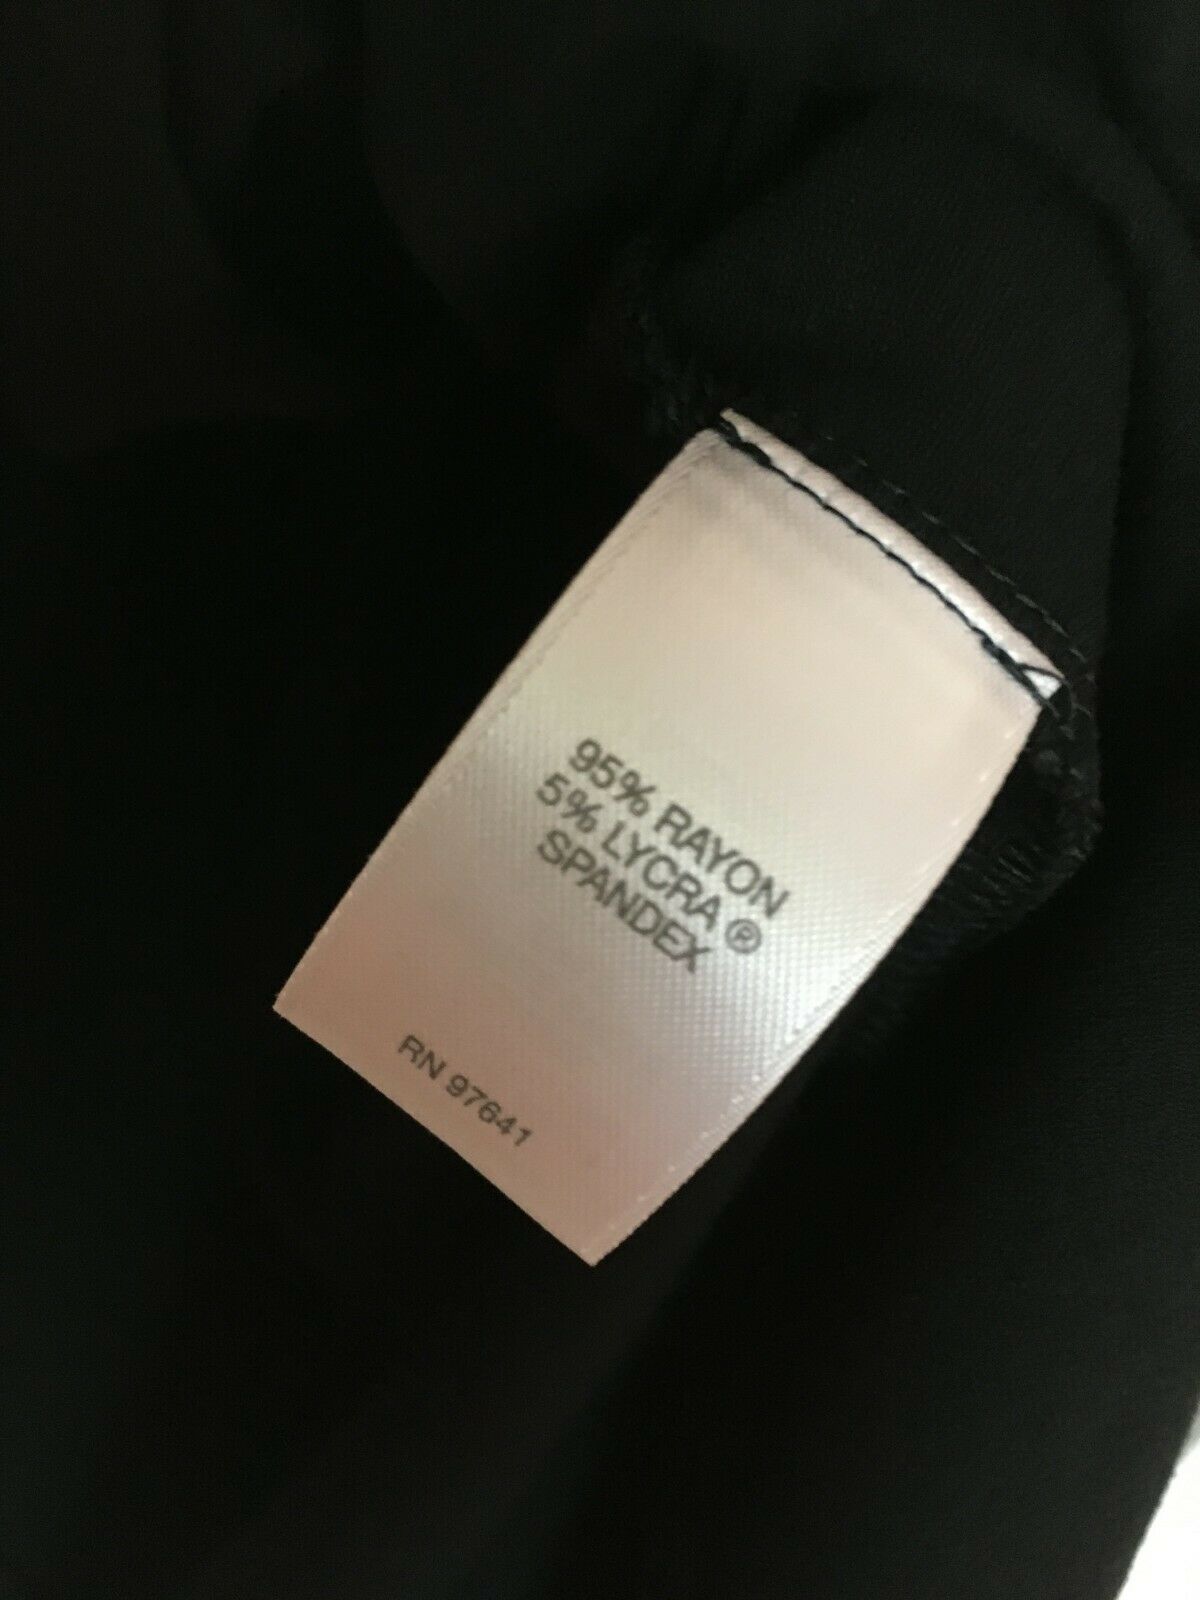 95% RAYON
5% LYCRA ®
SPANDEX
RN 97641